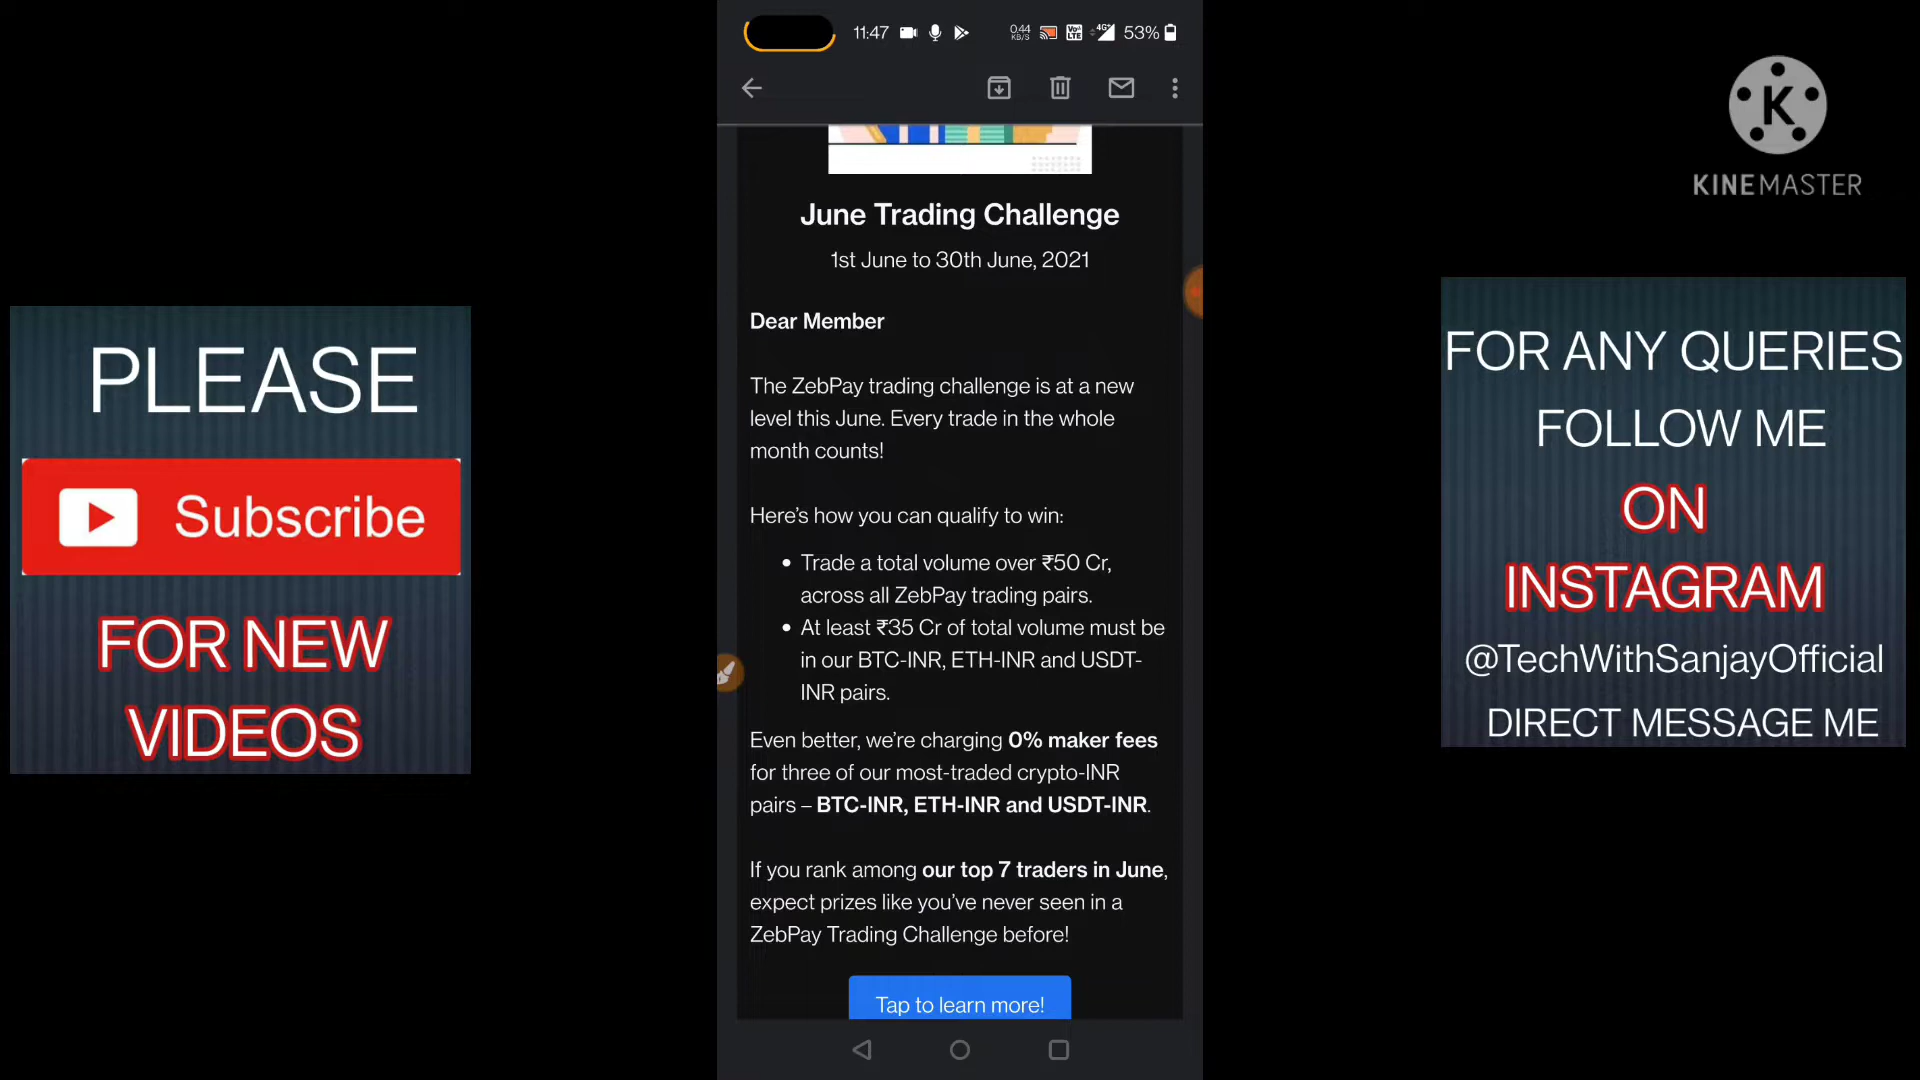 11:47
0.44
KB/S
Vo)
LTE
4G+
53%
K
KINEMASTER
PLEASE
Subscribe
FOR NEW
VIDEOS
June Trading Challenge
1st June to 30th June, 2021
Dear Member
The ZebPay trading challenge is at a new
level this June. Every trade in the whole
month counts!
Here’s how you can qualify to win:
• Trade a total volume over ₹50 Cr,
across all ZebPay trading pairs.
• At least ₹35 Cr of total volume must be
in our BTC-INR, ETH-INR and USDT-
INR pairs.
Even better, we’re charging 0% maker fees
for three of our most-traded crypto-INR
pairs – BTC-INR, ETH-INR and USDT-INR.
If you rank among our top 7 traders in June,
expect prizes like you’ve never seen in a
ZebPay Trading Challenge before!
Tap to learn more!
FOR ANY QUERIES
FOLLOW ME
ON
INSTAGRAM
@TechWithSanjayOfficial
DIRECT MESSAGE ME